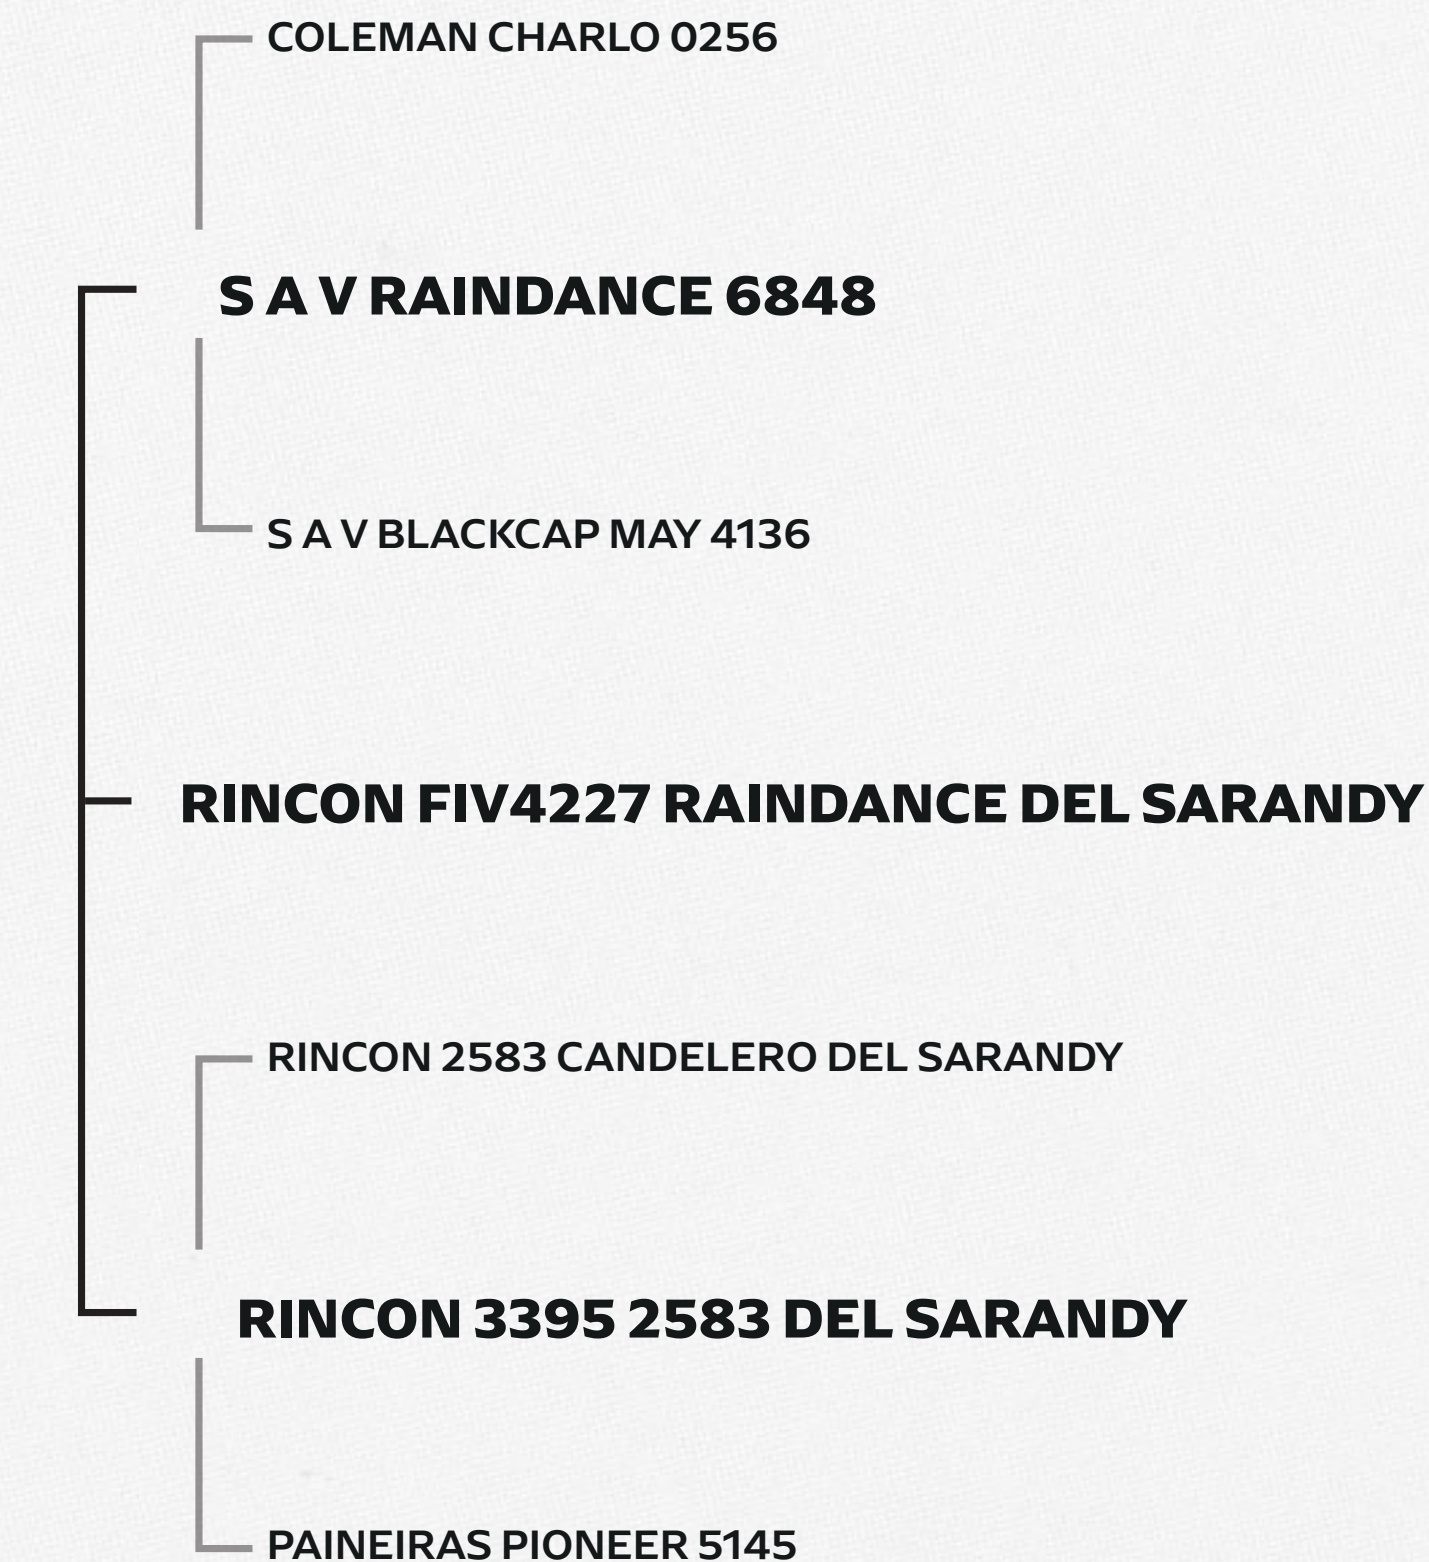 COLEMAN CHARLO 0256
S A V RAINDANCE 6848
S A V BLACKCAP MAY 4136
RINCON FIV4227 RAINDANCE DEL SARANDY
RINCON 2583 CANDELERO DEL SARANDY
RINCON 3395 2583 DEL SARANDY
PAINEIRAS PIONEER 5145